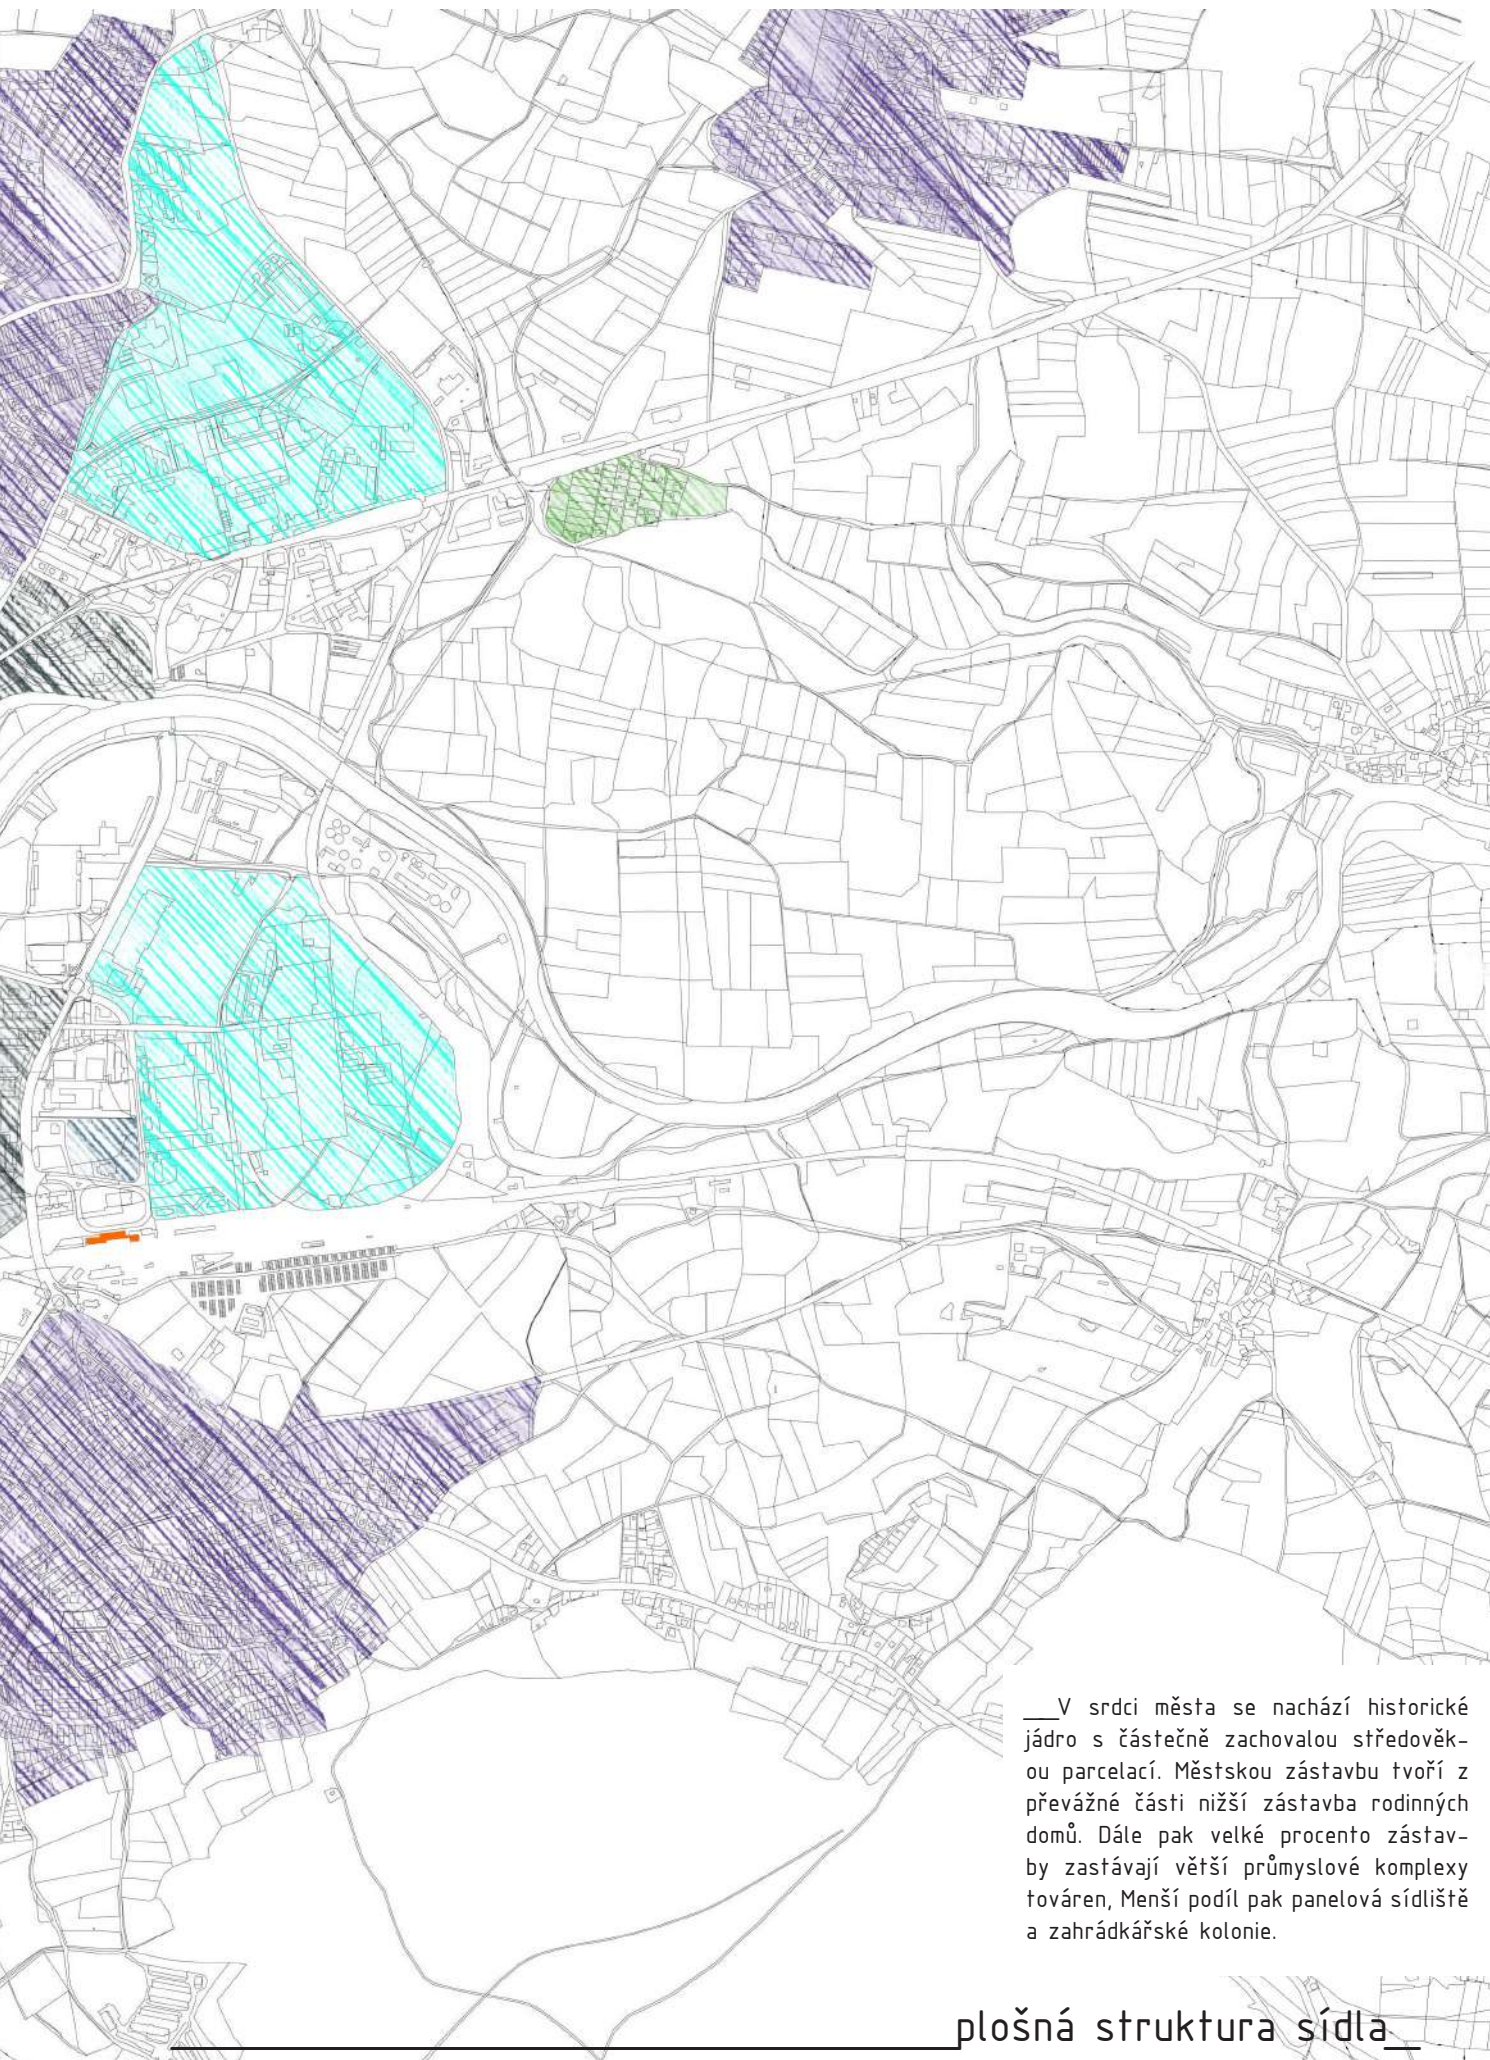 __V srdci města se nachází historické
jádro s částečně zachovalou středověk-
ou parcelací. Městskou zástavbu tvoří z
převážné části nižší zástavba rodinných
domů. Dále pak velké procento zástav-
by zastávají větší průmyslové komplexy
továren, Menší podíl pak panelová sídliště
a zahrádkářské kolonie.
plošná struktura sídla